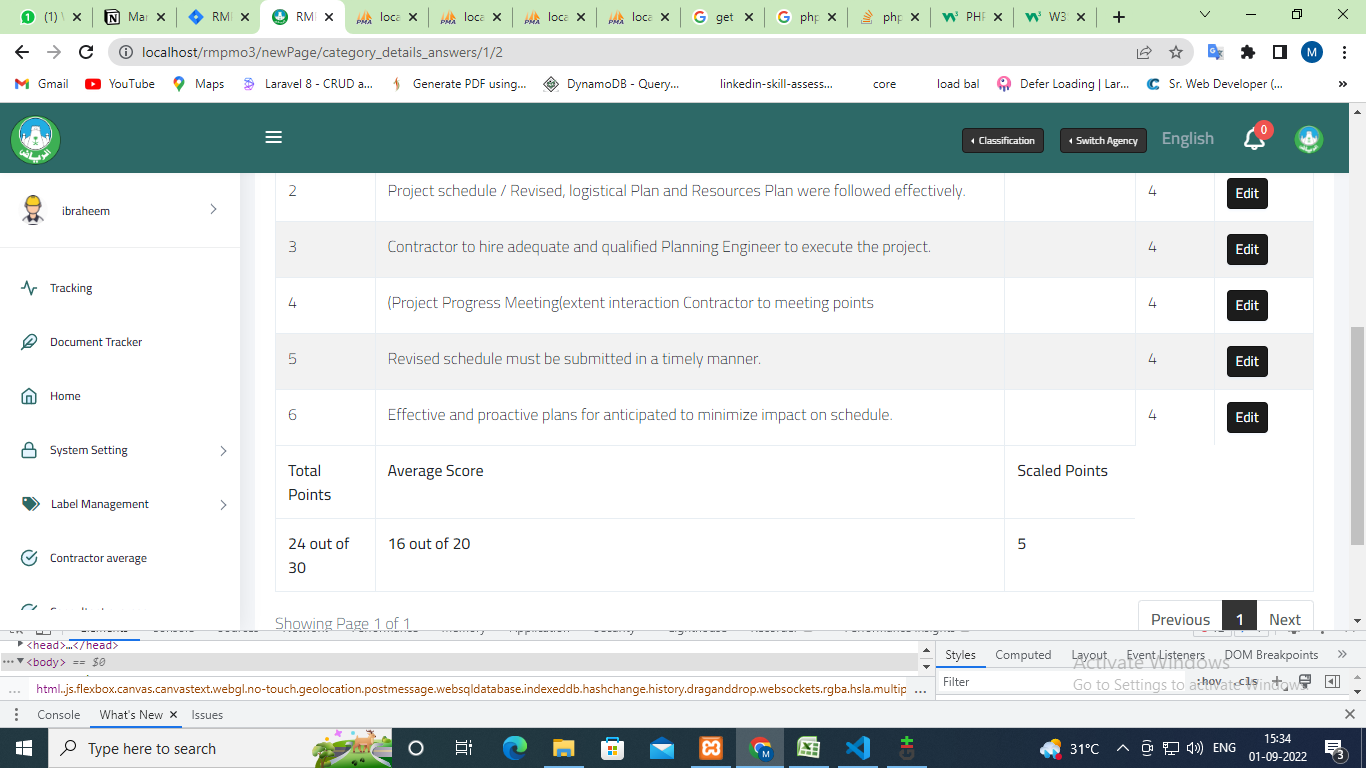 (1) V
Mar
RMI
RMI
loca
loca
loca
loca
get
php
php
PHP
W3
localhost/rmpmo3/newPage/category_details_answers/1/2
M
Gmail
YouTube
Maps
Laravel 8 - CRUD a...
Generate PDF using...
DynamoDB - Query...
linkedin-skill-assess...
core
load bal
Defer Loading | Lar...
Sr. Web Developer (...
»
الرياض
Classification
Switch Agency
English
0
ibraheem
Tracking
Document Tracker
Home
System Setting
Label Management
Contractor average
2 Project schedule / Revised, logistical Plan and Resources Plan were followed effectively. 4 Edit
3 Contractor to hire adequate and qualified Planning Engineer to execute the project. 4 Edit
4 (Project Progress Meeting(extent interaction Contractor to meeting points 4 Edit
5 Revised schedule must be submitted in a timely manner. 4 Edit
6 Effective and proactive plans for anticipated to minimize impact on schedule. 4 Edit
Total Average Score Scaled Points
Points
24 out of 16 out of 20 5
30
Showing Page 1 of 1
Previous 1 Next
<head>…</head>
<body> == $0
html..js.flexbox.canvas.canvastext.webgl.no-touch.geolocation.postmessage.websqldatabase.indexeddb.hashchange.history.draganddrop.websockets.rgba.hsla.multip
Styles Computed Layout Event Listeners DOM Breakpoints »
Filter :hov .cls
Activate Windows
Go to Settings to activate Windows.
Console What's New Issues
Type here to search
31°C
ENG
15:34
01-09-2022
3